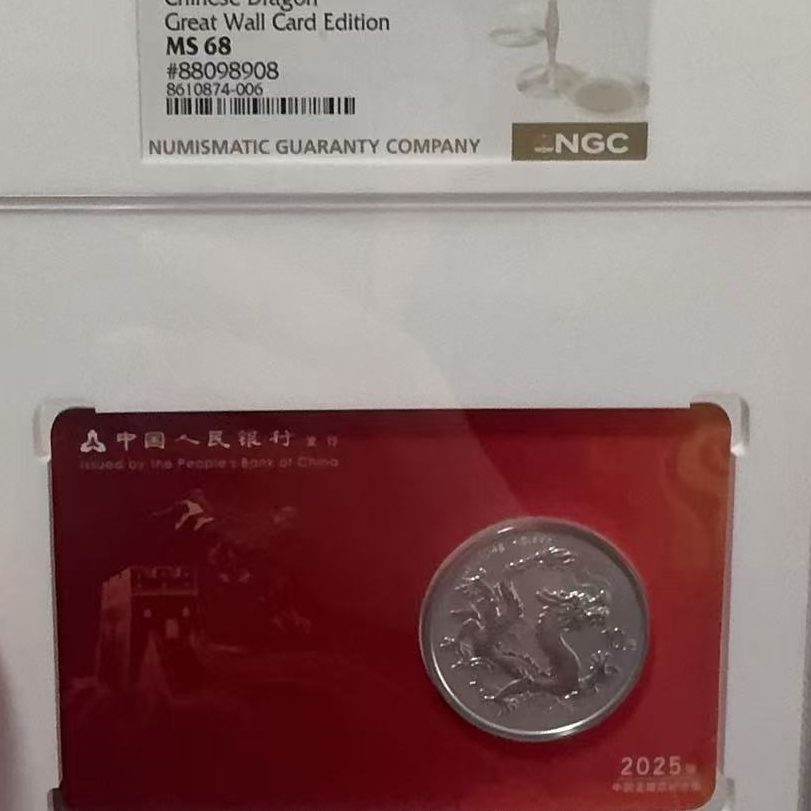 Chinese Dragon
Great Wall Card Edition
MS 68
#88098908
8610874-006
NUMISMATIC GUARANTY COMPANY
NGC
中国人民银行 发行
Issued by the People's Bank of China
2025